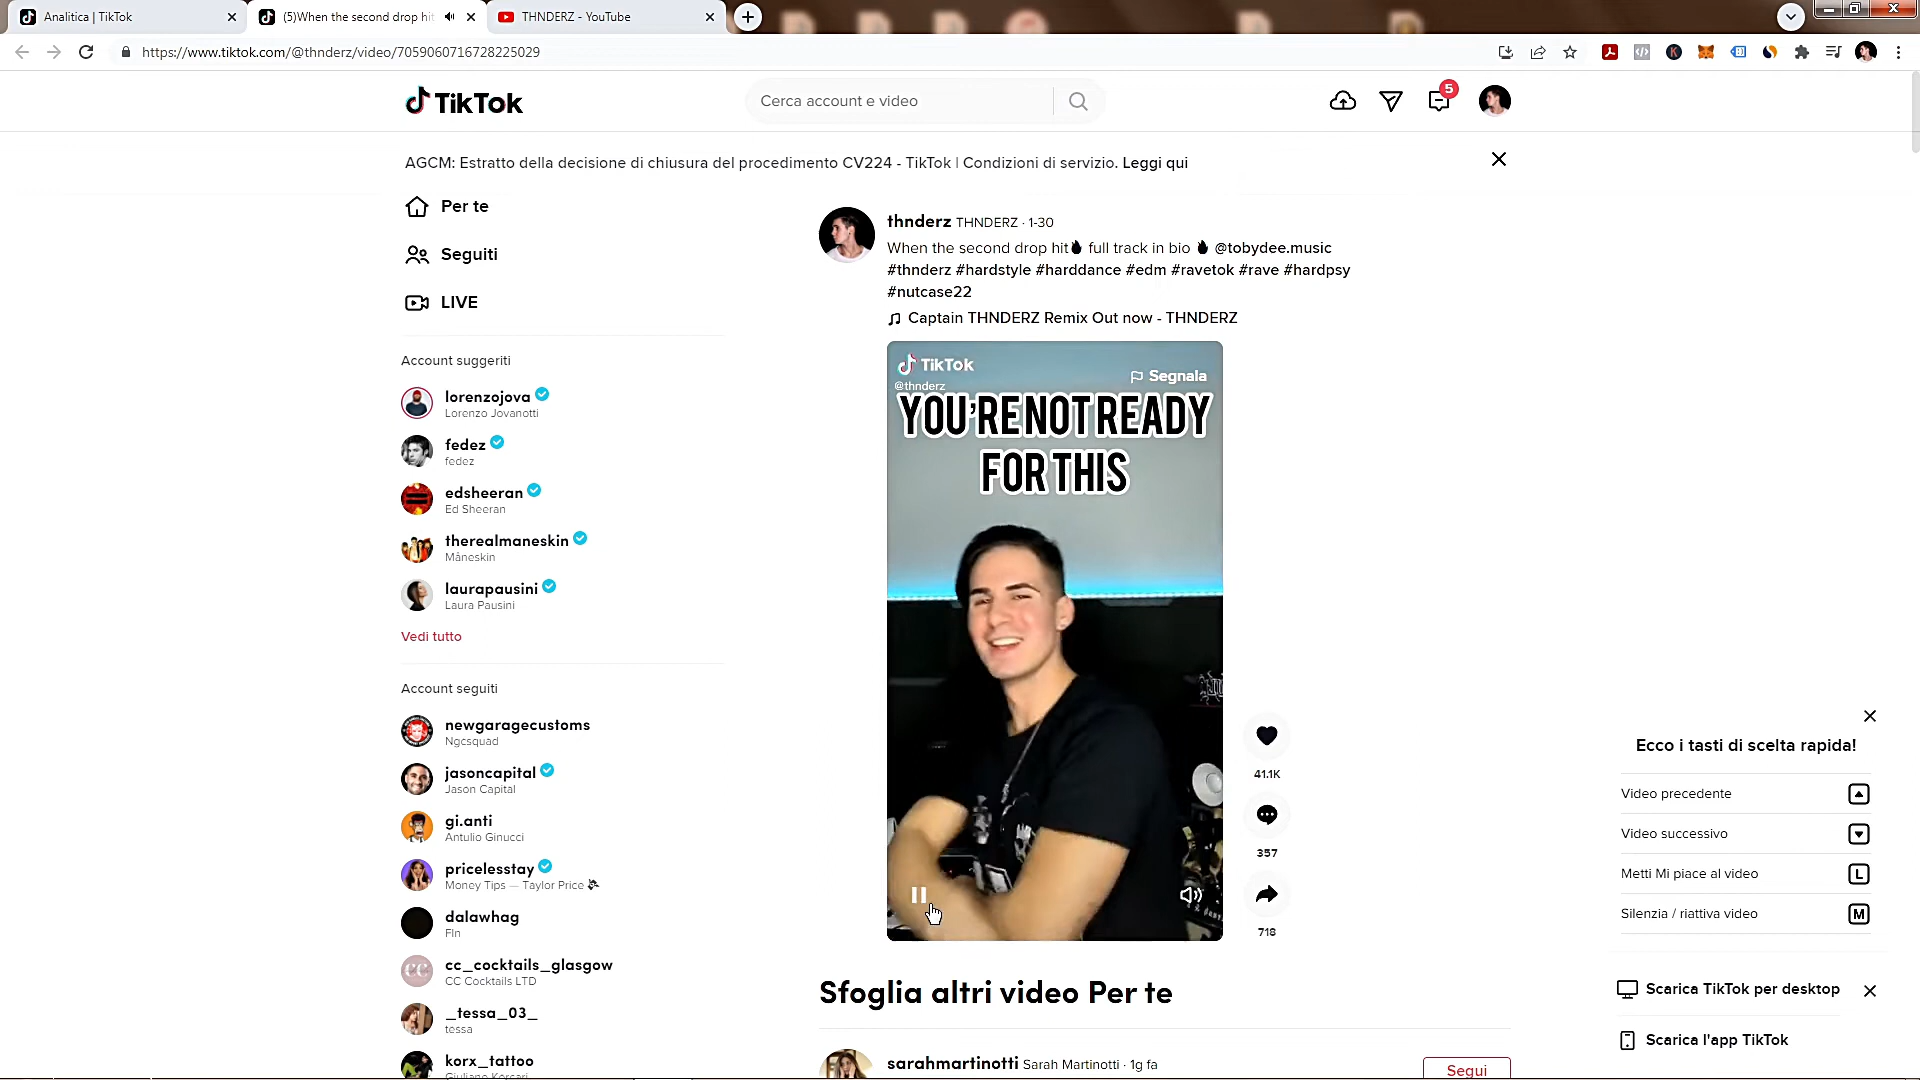 Analitica | TikTok
(5)When the second drop hit
THNDERZ - YouTube
https://www.tiktok.com/@thnderz/video/7059060716728225029
TikTok
Cerca account e video
5
AGCM: Estratto della decisione di chiusura del procedimento CV224 - TikTok | Condizioni di servizio. Leggi qui
Per te
Seguiti
LIVE
Account suggeriti
lorenzojova
Lorenzo Jovanotti
fedez
fedez
edsheeran
Ed Sheeran
therealmaneskin
Måneskin
laurapausini
Laura Pausini
Vedi tutto
Account seguiti
newgaragecustoms
Ngcsquad
jasoncapital
Jason Capital
gi.anti
Antulio Ginucci
pricelesstay
Money Tips — Taylor Price 💸
dalawhag
Fln
cc_cocktails_glasgow
CC Cocktails LTD
_tessa_03_
tessa
korx_tattoo
Giuliano Korcari
thnderz THNDERZ · 1-30
When the second drop hit🔥 full track in bio 🔥 @tobydee.music
#thnderz #hardstyle #harddance #edm #ravetok #rave #hardpsy
#nutcase22
Captain THNDERZ Remix Out now - THNDERZ
TikTok
@thnderz
Segnala
YOU'RE NOT READY
FOR THIS
41.1K
357
718
Sfoglia altri video Per te
sarahmartinotti Sarah Martinotti · 1g fa
Segui
Ecco i tasti di scelta rapida!
Video precedente
Video successivo
Metti Mi piace al video L
Silenzia / riattiva video M
Scarica TikTok per desktop
Scarica l'app TikTok